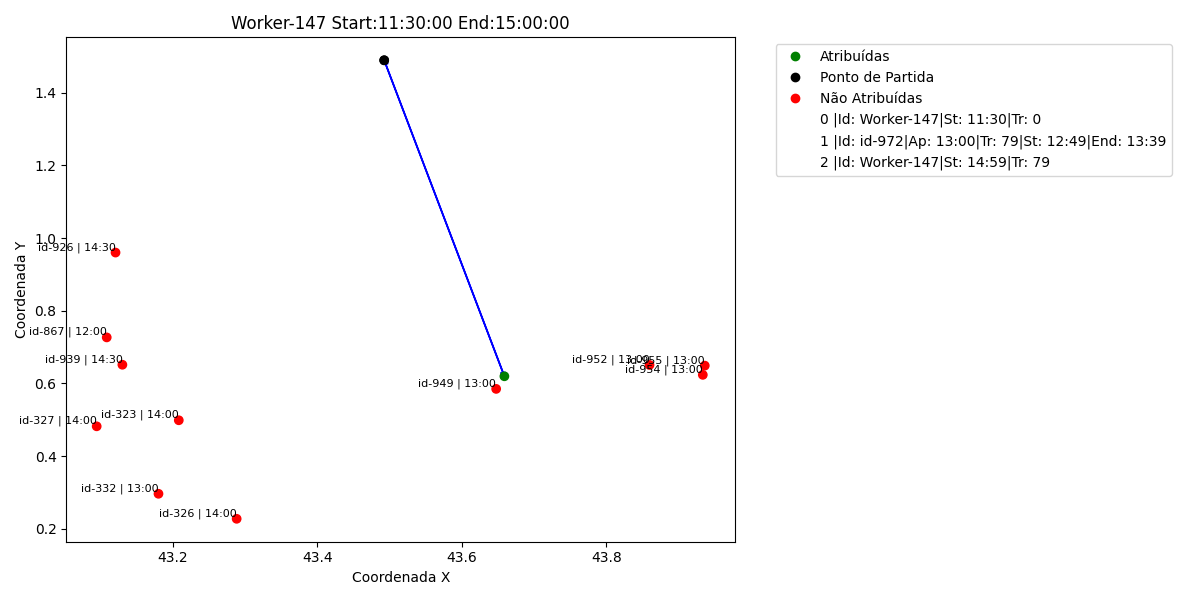 Worker-147 Start:11:30:00 End:15:00:00
Atribuídas
Ponto de Partida
Não Atribuídas
0 |Id: Worker-147|St: 11:30|Tr: 0
1 |Id: id-972|Ap: 13:00|Tr: 79|St: 12:49|End: 13:39
2 |Id: Worker-147|St: 14:59|Tr: 79
Coordenada Y
1.4
1.2
1.0
0.8
0.6
0.4
0.2
id-926 | 14:30
id-867 | 12:00
id-939 | 14:30
id-952 | 13:00
id-955 | 13:00
id-954 | 13:00
id-949 | 13:00
id-323 | 14:00
id-327 | 14:00
id-332 | 13:00
id-326 | 14:00
43.2
43.4
43.6
43.8
Coordenada X